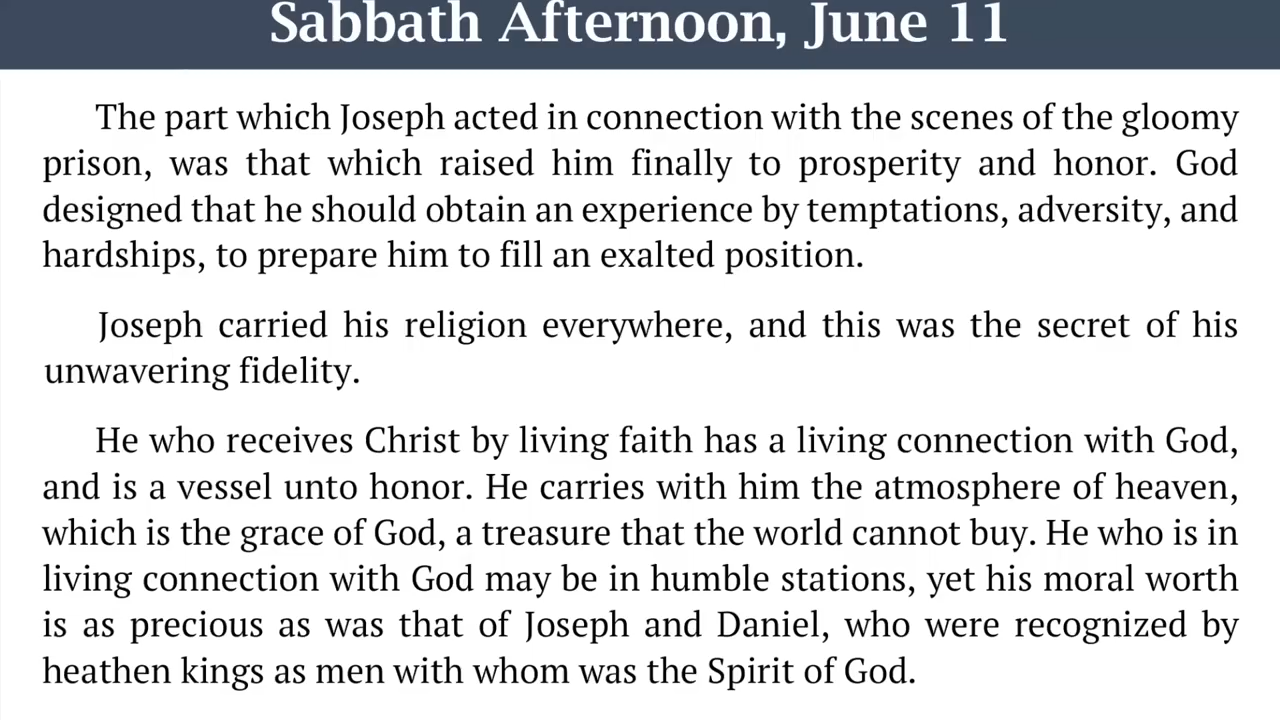 Sabbath Afternoon, June 11
The part which Joseph acted in connection with the scenes of the gloomy
prison, was that which raised him finally to prosperity and honor. God
designed that he should obtain an experience by temptations, adversity, and
hardships, to prepare him to fill an exalted position.
Joseph carried his religion everywhere, and this was the secret of his
unwavering fidelity.
He who receives Christ by living faith has a living connection with God,
and is a vessel unto honor. He carries with him the atmosphere of heaven,
which is the grace of God, a treasure that the world cannot buy. He who is in
living connection with God may be in humble stations, yet his moral worth
is as precious as was that of Joseph and Daniel, who were recognized by
heathen kings as men with whom was the Spirit of God.